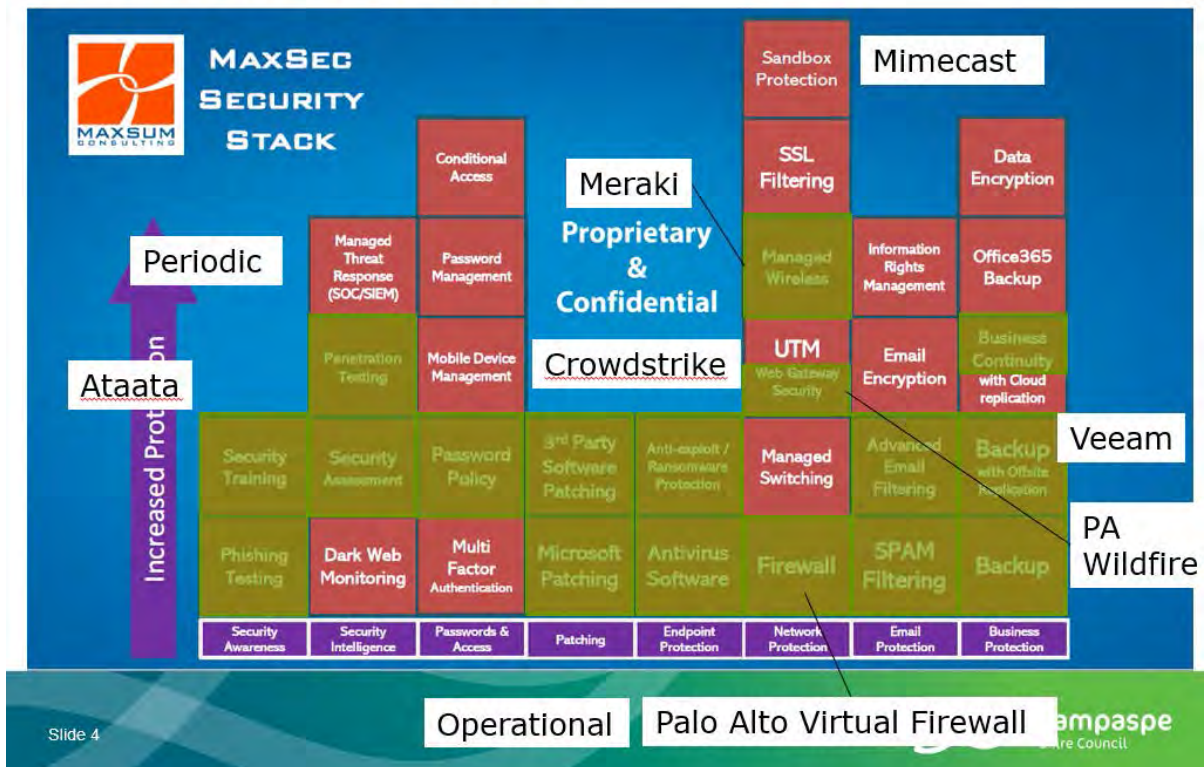 MAXSUM
CONSULTING
MAXSEC
SECURITY
STACK
Sandbox
Protection
Mimecast
Conditional
Access
Meraki
SSL
Filtering
Data
Encryption
Periodic
Managed
Threat
Response
(SOC/SIEM)
Password
Management
Proprietary
&
Confidential
Managed
Wireless
Information
Rights
Management
Office365
Backup
Ataata
Penetration
Testing
Mobile Device
Management
Crowdstrike
UTM
Web Gateway
Security
Email
Encryption
Business
Continuity
with Cloud
replication
Increased Prot on
Security
Training
Security
Assessment
Password
Policy
3rd Party
Software
Patching
Anti-exploit /
Ransomware
Protection
Managed
Switching
Advanced
Email
Filtering
Backup
with Offsite
Replication
Veeam
Phishing
Testing
Dark Web
Monitoring
Multi
Factor
Authentication
Microsoft
Patching
Antivirus
Software
Firewall
SPAM
Filtering
Backup
PA
Wildfire
Security
Awareness
Security
Intelligence
Passwords &
Access
Patching
Endpoint
Protection
Network
Protection
Email
Protection
Business
Protection
Slide 4
Operational
Palo Alto Virtual Firewall
ampaspe
ire Council